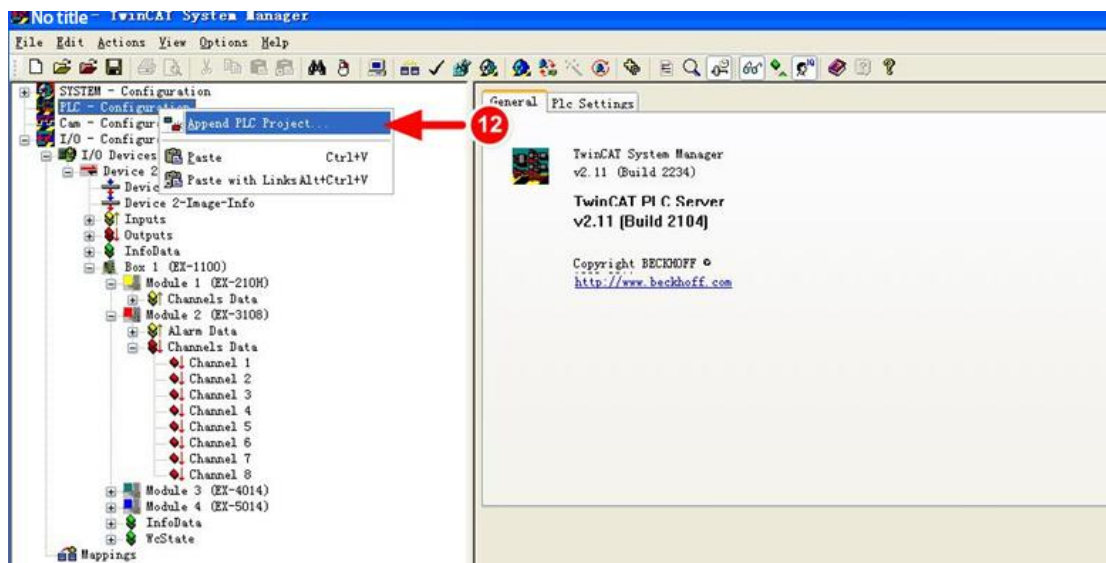 No title - TwinCAT System Manager
File Edit Actions View Options Help
SYSTEM - Configuration
PLC - Configuration
Cam - Configur
I/O - Configur
I/O Devices
Device 2
Devic
Device 2-Image-Info
Inputs
Outputs
InfoData
Box 1 (EX-1100)
Module 1 (EX-210H)
Channels Data
Module 2 (EX-3108)
Alarm Data
Channels Data
Channel 1
Channel 2
Channel 3
Channel 4
Channel 5
Channel 6
Channel 7
Channel 8
Module 3 (EX-4014)
Module 4 (EX-5014)
InfoData
WcState
Mappings
Append PLC Project...
Paste Ctrl+V
Paste with Links Alt+Ctrl+V
12
General Plc Settings
TwinCAT System Manager
v2.11 (Build 2234)
TwinCAT PLC Server
v2.11 (Build 2104)
Copyright BECKHOFF ©
http://www.beckhoff.com